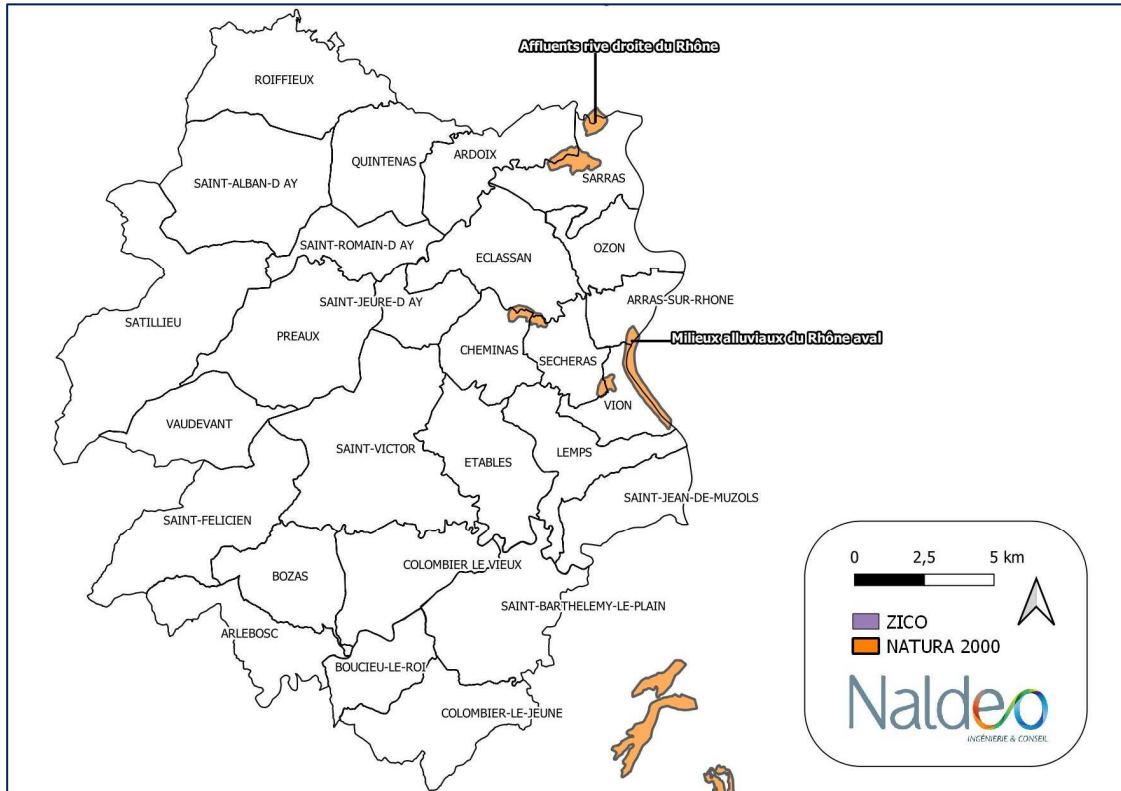 Affluents rive droite du Rhône
ROIFFIEUX
QUINTENAS
ARDOIX
SAINT-ALBAN-D AY
SARRAS
SAINT-ROMAIN-D AY
OZON
ECLASSAN
SAINT-JEURE-D AY
ARRAS-SUR-RHONE
SATILLIEU
PREAUX
Milieux alluviaux du Rhône aval
CHEMINAS
SECHERAS
VION
VAUDEVANT
SAINT-VICTOR
LEMPS
ETABLES
SAINT-JEAN-DE-MUZOLS
SAINT-FELICIEN
COLOMBIER LE VIEUX
BOZAS
SAINT-BARTHELEMY-LE-PLAIN
ARLEBOSC
BOUCIEU-LE-ROI
COLOMBIER-LE-JEUNE
0 2,5 5 km
ZICO
NATURA 2000
Naldeo
INGÉNIERIE & CONSEIL